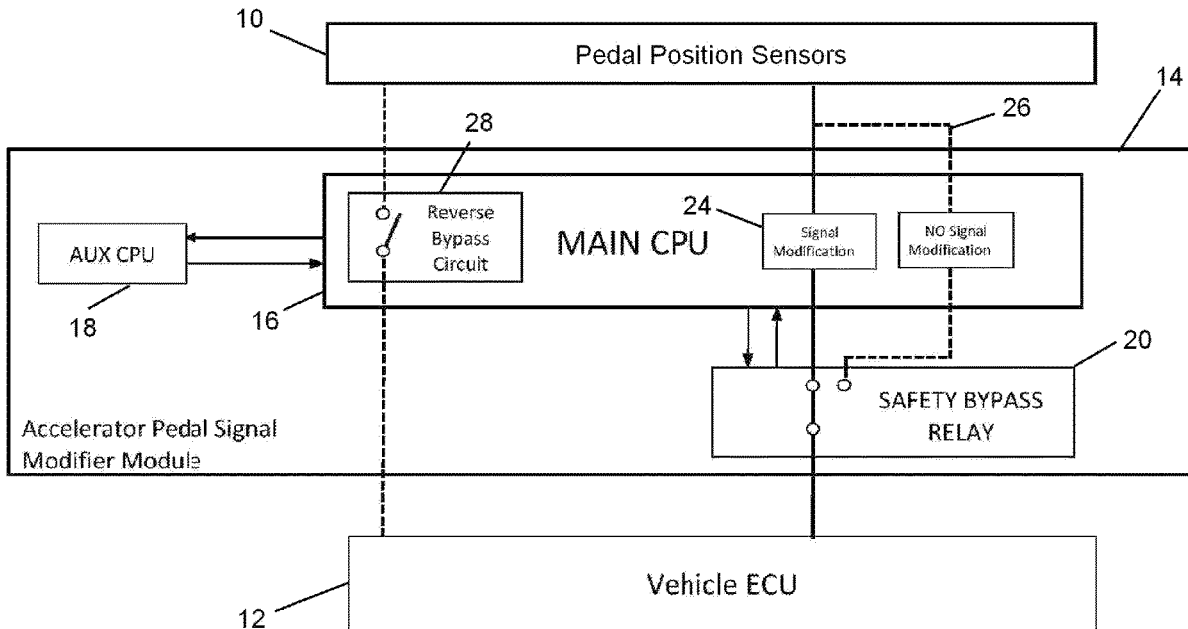 10
Pedal Position Sensors
14
28
26
Reverse
Bypass
Circuit
24
MAIN CPU
Signal
Modification
NO Signal
Modification
AUX CPU
18
16
20
SAFETY BYPASS
RELAY
Accelerator Pedal Signal
Modifier Module
Vehicle ECU
12